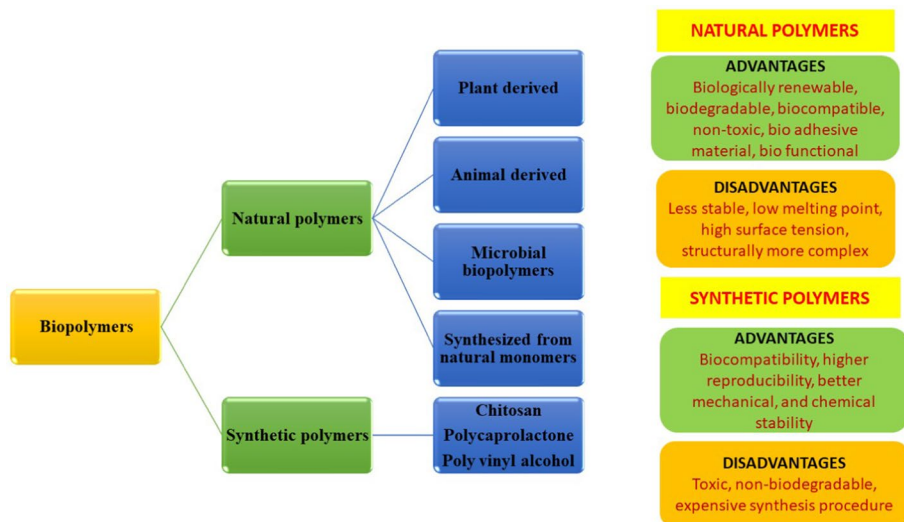 Biopolymers
Natural polymers
Synthetic polymers
Plant derived
Animal derived
Microbial
biopolymers
Synthesized from
natural monomers
Chitosan
Polycaprolactone
Poly vinyl alcohol
NATURAL POLYMERS
ADVANTAGES
Biologically renewable,
biodegradable, biocompatible,
non-toxic, bio adhesive
material, bio functional
DISADVANTAGES
Less stable, low melting point,
high surface tension,
structurally more complex
SYNTHETIC POLYMERS
ADVANTAGES
Biocompatibility, higher
reproducibility, better
mechanical, and chemical
stability
DISADVANTAGES
Toxic, non-biodegradable,
expensive synthesis procedure